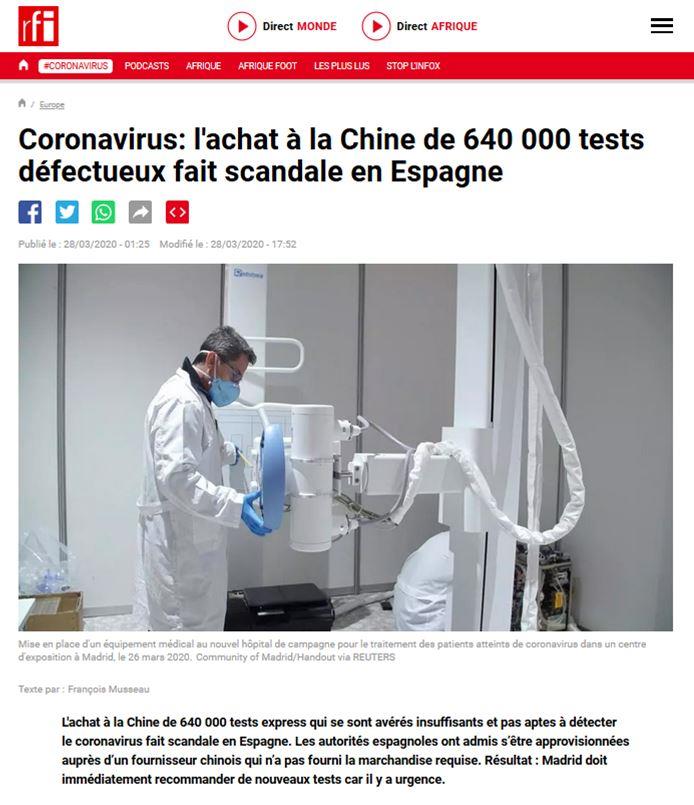 rfi
Direct MONDE
Direct AFRIQUE
#CORONAVIRUS PODCASTS AFRIQUE AFRIQUE FOOT LES PLUS LUS STOP L'INFOX
/ Europe
Coronavirus: l'achat à la Chine de 640 000 tests
défectueux fait scandale en Espagne
Publié le : 28/03/2020 - 01:25 Modifié le : 28/03/2020 - 17:52
Mise en place d'un équipement médical au nouvel hôpital de campagne pour le traitement des patients atteints de coronavirus dans un centre
d'exposition à Madrid, le 26 mars 2020. Community of Madrid/Handout via REUTERS
Texte par : François Musseau
L'achat à la Chine de 640 000 tests express qui se sont avérés insuffisants et pas aptes à détecter
le coronavirus fait scandale en Espagne. Les autorités espagnoles ont admis s'être approvisionnées
auprès d'un fournisseur chinois qui n'a pas fourni la marchandise requise. Résultat : Madrid doit
immédiatement recommander de nouveaux tests car il y a urgence.